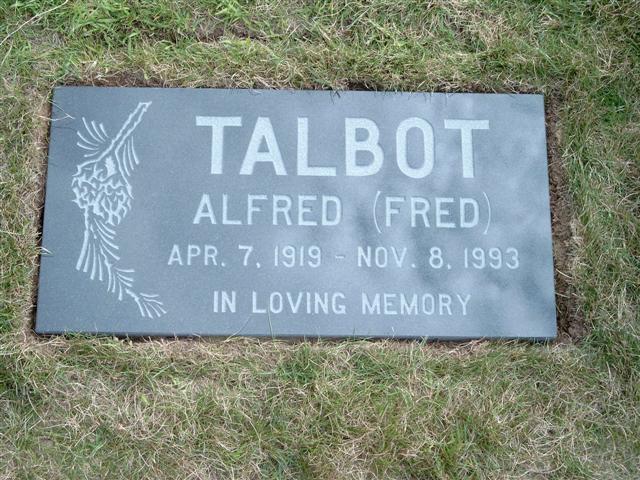 TALBOT
ALFRED (FRED)
APR. 7, 1919 - NOV. 8, 1993
IN LOVING MEMORY